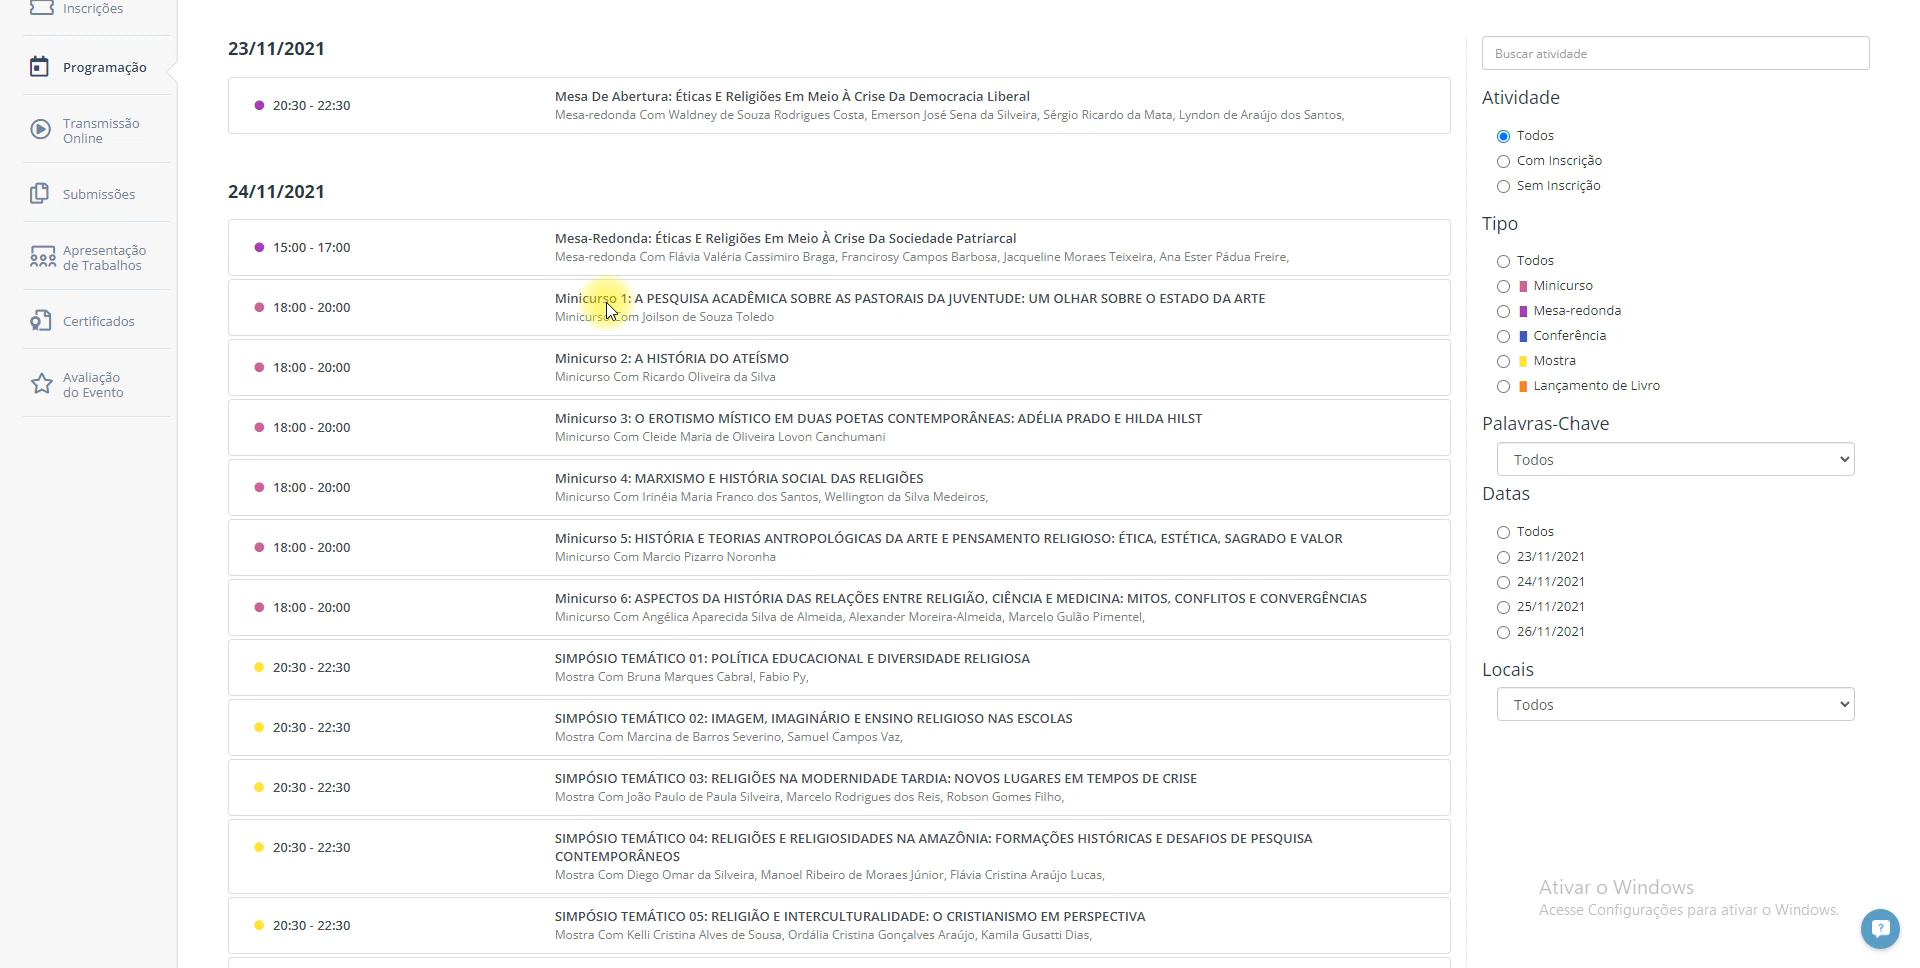 Inscrições
Programação
Transmissão
Online
Submissões
Apresentação
de Trabalhos
Certificados
Avaliação
do Evento
23/11/2021
20:30 - 22:30
Mesa De Abertura: Éticas E Religiões Em Meio À Crise Da Democracia Liberal
Mesa-redonda Com Waldney de Souza Rodrigues Costa, Emerson José Sena da Silveira, Sérgio Ricardo da Mata, Lyndon de Araújo dos Santos,
24/11/2021
15:00 - 17:00
Mesa-Redonda: Éticas E Religiões Em Meio À Crise Da Sociedade Patriarcal
Mesa-redonda Com Flávia Valéria Cassimiro Braga, Francirosy Campos Barbosa, Jacqueline Moraes Teixeira, Ana Ester Pádua Freire,
18:00 - 20:00
Minicurso 1: A PESQUISA ACADÊMICA SOBRE AS PASTORAIS DA JUVENTUDE: UM OLHAR SOBRE O ESTADO DA ARTE
Minicurso Com Joilson de Souza Toledo
18:00 - 20:00
Minicurso 2: A HISTÓRIA DO ATEÍSMO
Minicurso Com Ricardo Oliveira da Silva
18:00 - 20:00
Minicurso 3: O EROTISMO MÍSTICO EM DUAS POETAS CONTEMPORÂNEAS: ADÉLIA PRADO E HILDA HILST
Minicurso Com Cleide Maria de Oliveira Lovon Canchumani
18:00 - 20:00
Minicurso 4: MARXISMO E HISTÓRIA SOCIAL DAS RELIGIÕES
Minicurso Com Irinéia Maria Franco dos Santos, Wellington da Silva Medeiros,
18:00 - 20:00
Minicurso 5: HISTÓRIA E TEORIAS ANTROPOLÓGICAS DA ARTE E PENSAMENTO RELIGIOSO: ÉTICA, ESTÉTICA, SAGRADO E VALOR
Minicurso Com Marcio Pizarro Noronha
18:00 - 20:00
Minicurso 6: ASPECTOS DA HISTÓRIA DAS RELAÇÕES ENTRE RELIGIÃO, CIÊNCIA E MEDICINA: MITOS, CONFLITOS E CONVERGÊNCIAS
Minicurso Com Angélica Aparecida Silva de Almeida, Alexander Moreira-Almeida, Marcelo Gulão Pimentel,
20:30 - 22:30
SIMPÓSIO TEMÁTICO 01: POLÍTICA EDUCACIONAL E DIVERSIDADE RELIGIOSA
Mostra Com Bruna Marques Cabral, Fabio Py,
20:30 - 22:30
SIMPÓSIO TEMÁTICO 02: IMAGEM, IMAGINÁRIO E ENSINO RELIGIOSO NAS ESCOLAS
Mostra Com Marcina de Barros Severino, Samuel Campos Vaz,
20:30 - 22:30
SIMPÓSIO TEMÁTICO 03: RELIGIÕES NA MODERNIDADE TARDIA: NOVOS LUGARES EM TEMPOS DE CRISE
Mostra Com João Paulo de Paula Silveira, Marcelo Rodrigues dos Reis, Robson Gomes Filho,
20:30 - 22:30
SIMPÓSIO TEMÁTICO 04: RELIGIÕES E RELIGIOSIDADES NA AMAZÔNIA: FORMAÇÕES HISTÓRICAS E DESAFIOS DE PESQUISA
CONTEMPORÂNEOS
Mostra Com Diego Omar da Silveira, Manoel Ribeiro de Moraes Júnior, Flávia Cristina Araújo Lucas,
20:30 - 22:30
SIMPÓSIO TEMÁTICO 05: RELIGIÃO E INTERCULTURALIDADE: O CRISTIANISMO EM PERSPECTIVA
Mostra Com Kelli Cristina Alves de Sousa, Ordália Cristina Gonçalves Araújo, Kamila Gusatti Dias,
Buscar atividade
Atividade
Todos
Com Inscrição
Sem Inscrição
Tipo
Todos
Minicurso
Mesa-redonda
Conferência
Mostra
Lançamento de Livro
Palavras-Chave
Todos
Datas
Todos
23/11/2021
24/11/2021
25/11/2021
26/11/2021
Locais
Todos
Ativar o Windows
Acesse Configurações para ativar o Windows.